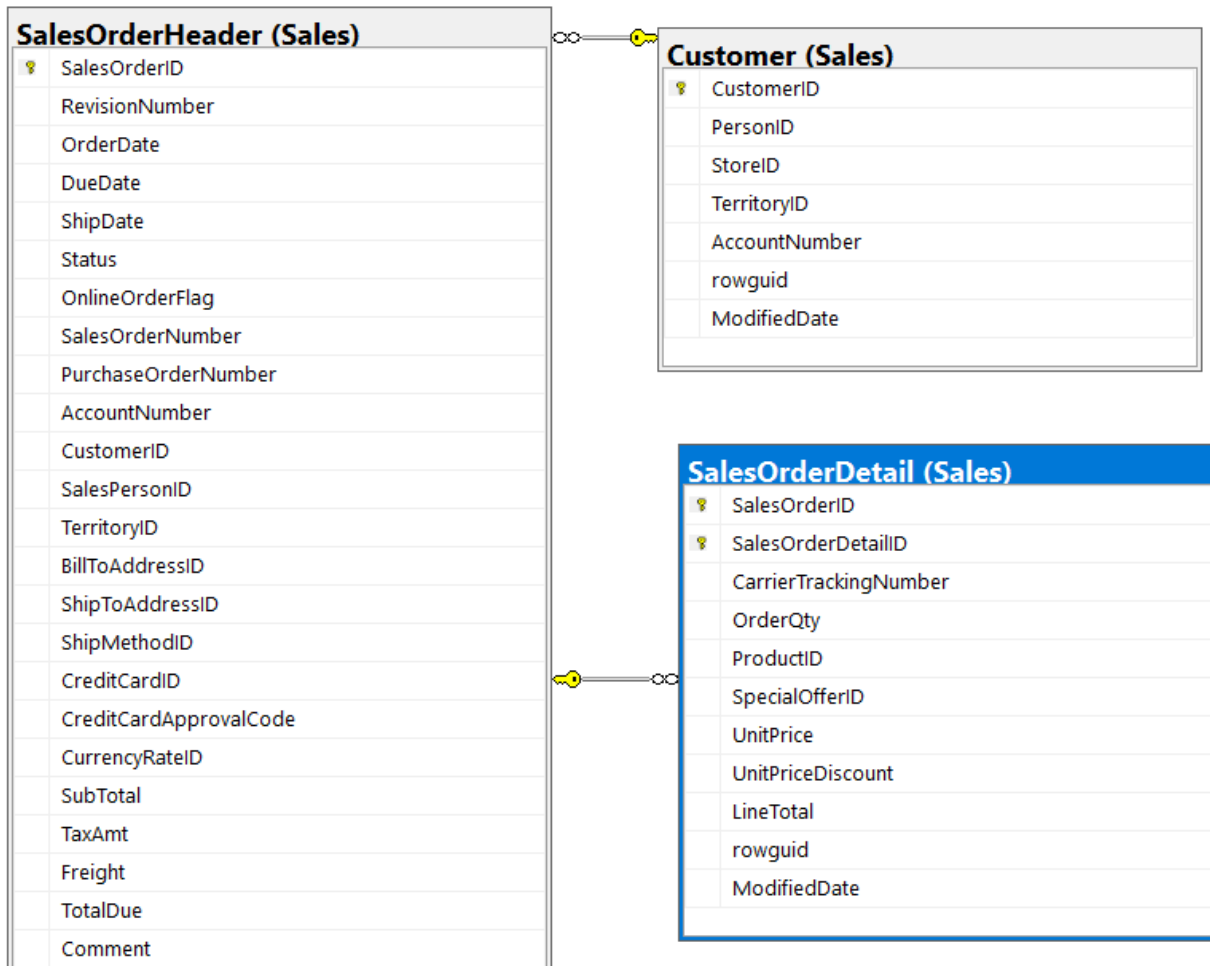 SalesOrderHeader (Sales)
SalesOrderID
RevisionNumber
OrderDate
DueDate
ShipDate
Status
OnlineOrderFlag
SalesOrderNumber
PurchaseOrderNumber
AccountNumber
CustomerID
SalesPersonID
TerritoryID
BillToAddressID
ShipToAddressID
ShipMethodID
CreditCardID
CreditCardApprovalCode
CurrencyRateID
SubTotal
TaxAmt
Freight
TotalDue
Comment
Customer (Sales)
CustomerID
PersonID
StoreID
TerritoryID
AccountNumber
rowguid
ModifiedDate
SalesOrderDetail (Sales)
SalesOrderID
SalesOrderDetailID
CarrierTrackingNumber
OrderQty
ProductID
SpecialOfferID
UnitPrice
UnitPriceDiscount
LineTotal
rowguid
ModifiedDate